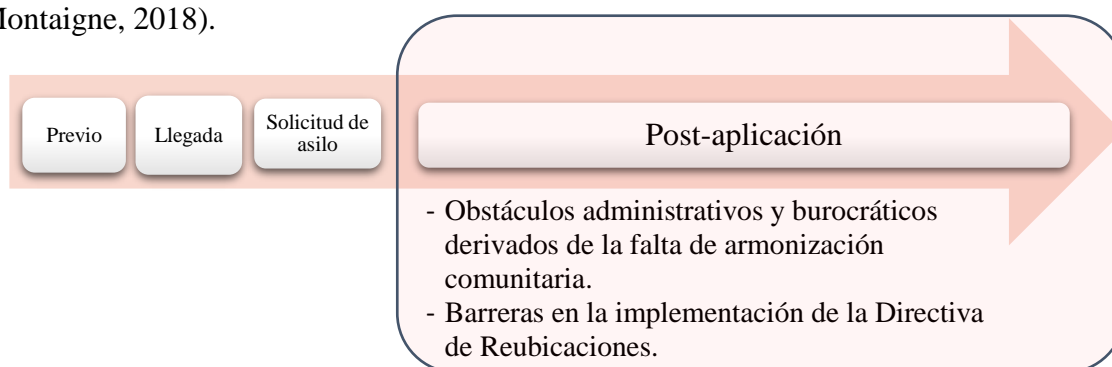 Montaigne, 2018).
Previo
Llegada
Solicitud de
asilo
Post-aplicación
- Obstáculos administrativos y burocráticos
derivados de la falta de armonización
comunitaria.
- Barreras en la implementación de la Directiva
de Reubicaciones.